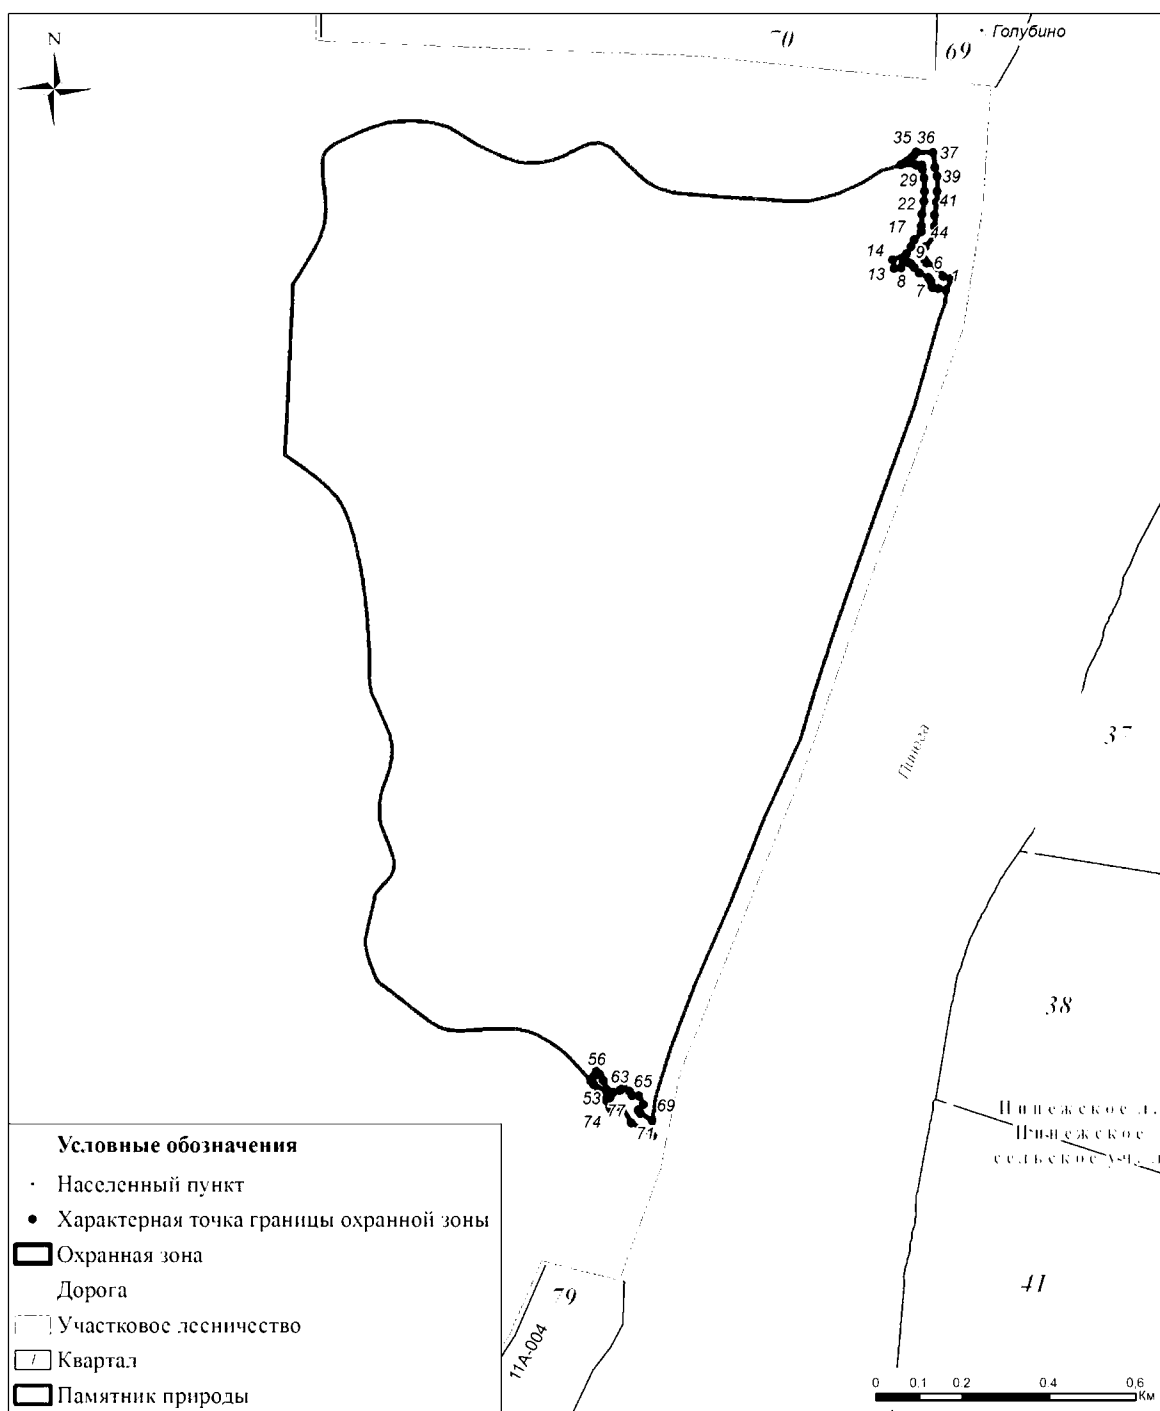 N
70
69
Голубино
35 36
37
29
39
22
41
17
44
14
9
6
13
8
7
1
Пинега
37
38
56
63
65
53
77
69
74
71
Пинежское
сельское уч. л
41
79
11А-004
Условные обозначения
Населенный пункт
Характерная точка границы охранной зоны
Охранная зона
Дорога
Участковое лесничество
Квартал
Памятник природы
0 0.1 0.2 0.4 0,6
Км